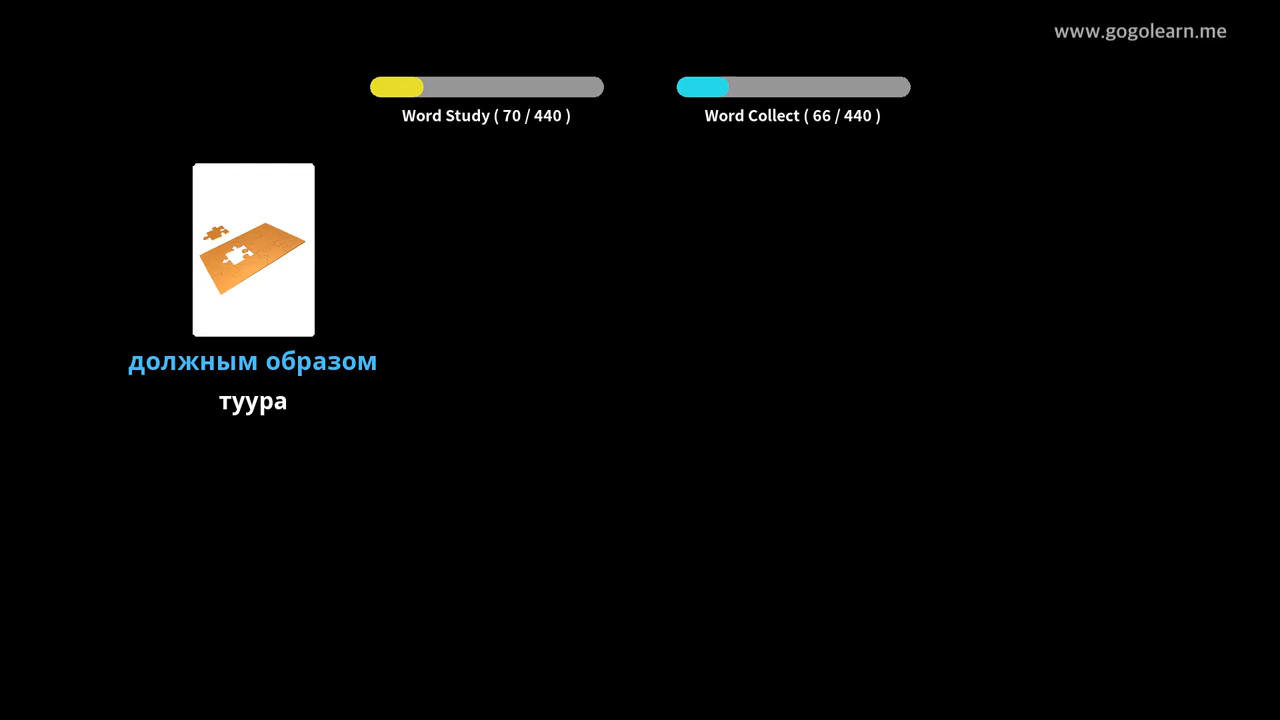 www.gogolearn.me
Word Study ( 70 / 440 )
Word Collect ( 66 / 440 )
должным образом
туура